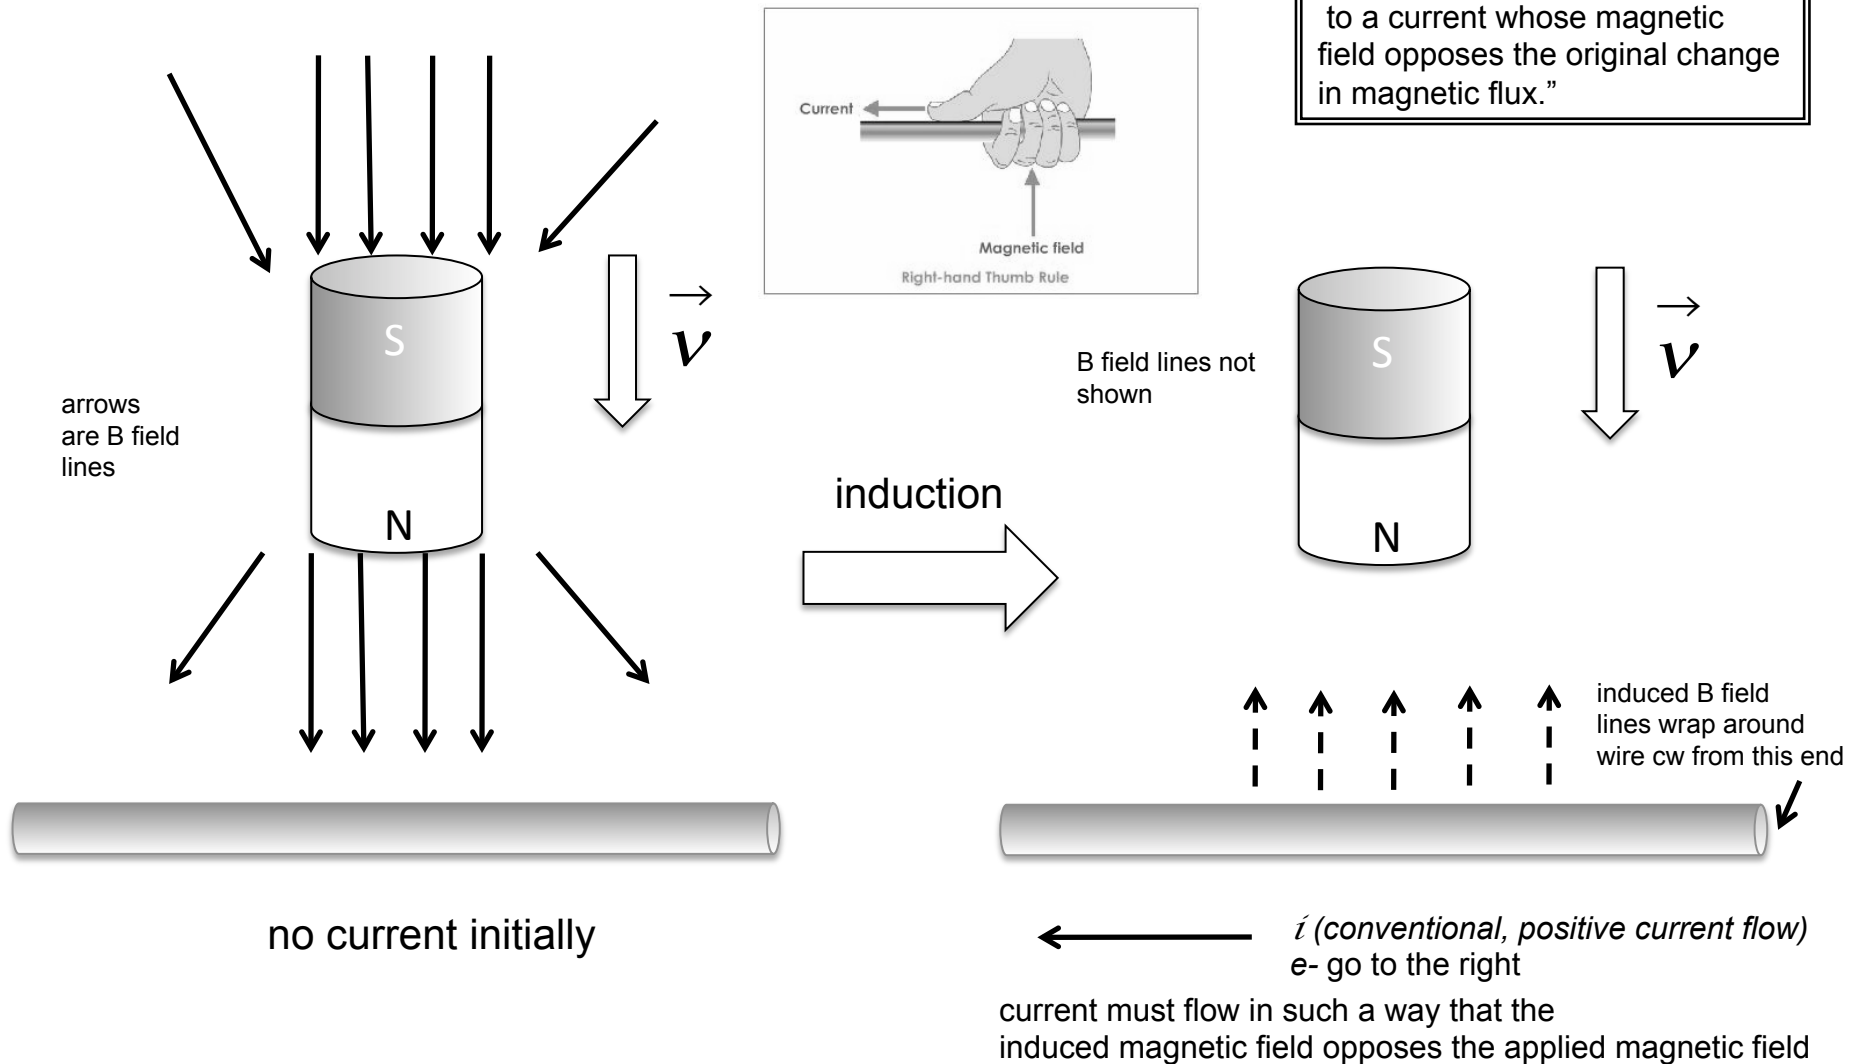 to a current whose magnetic
field opposes the original change
in magnetic flux.”
Current
Magnetic field
Right-hand Thumb Rule
S
N
v
arrows
are B field
lines
induction
B field lines not
shown
S
N
v
induced B field
lines wrap around
wire cw from this end
no current initially
i (conventional, positive current flow)
e- go to the right
current must flow in such a way that the
induced magnetic field opposes the applied magnetic field